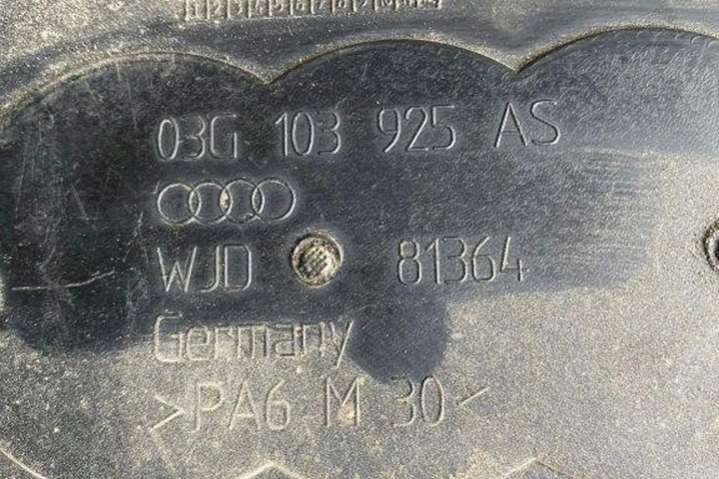 03G 103 925 AS
WJD 81364
Germany
>PA6 M 30<